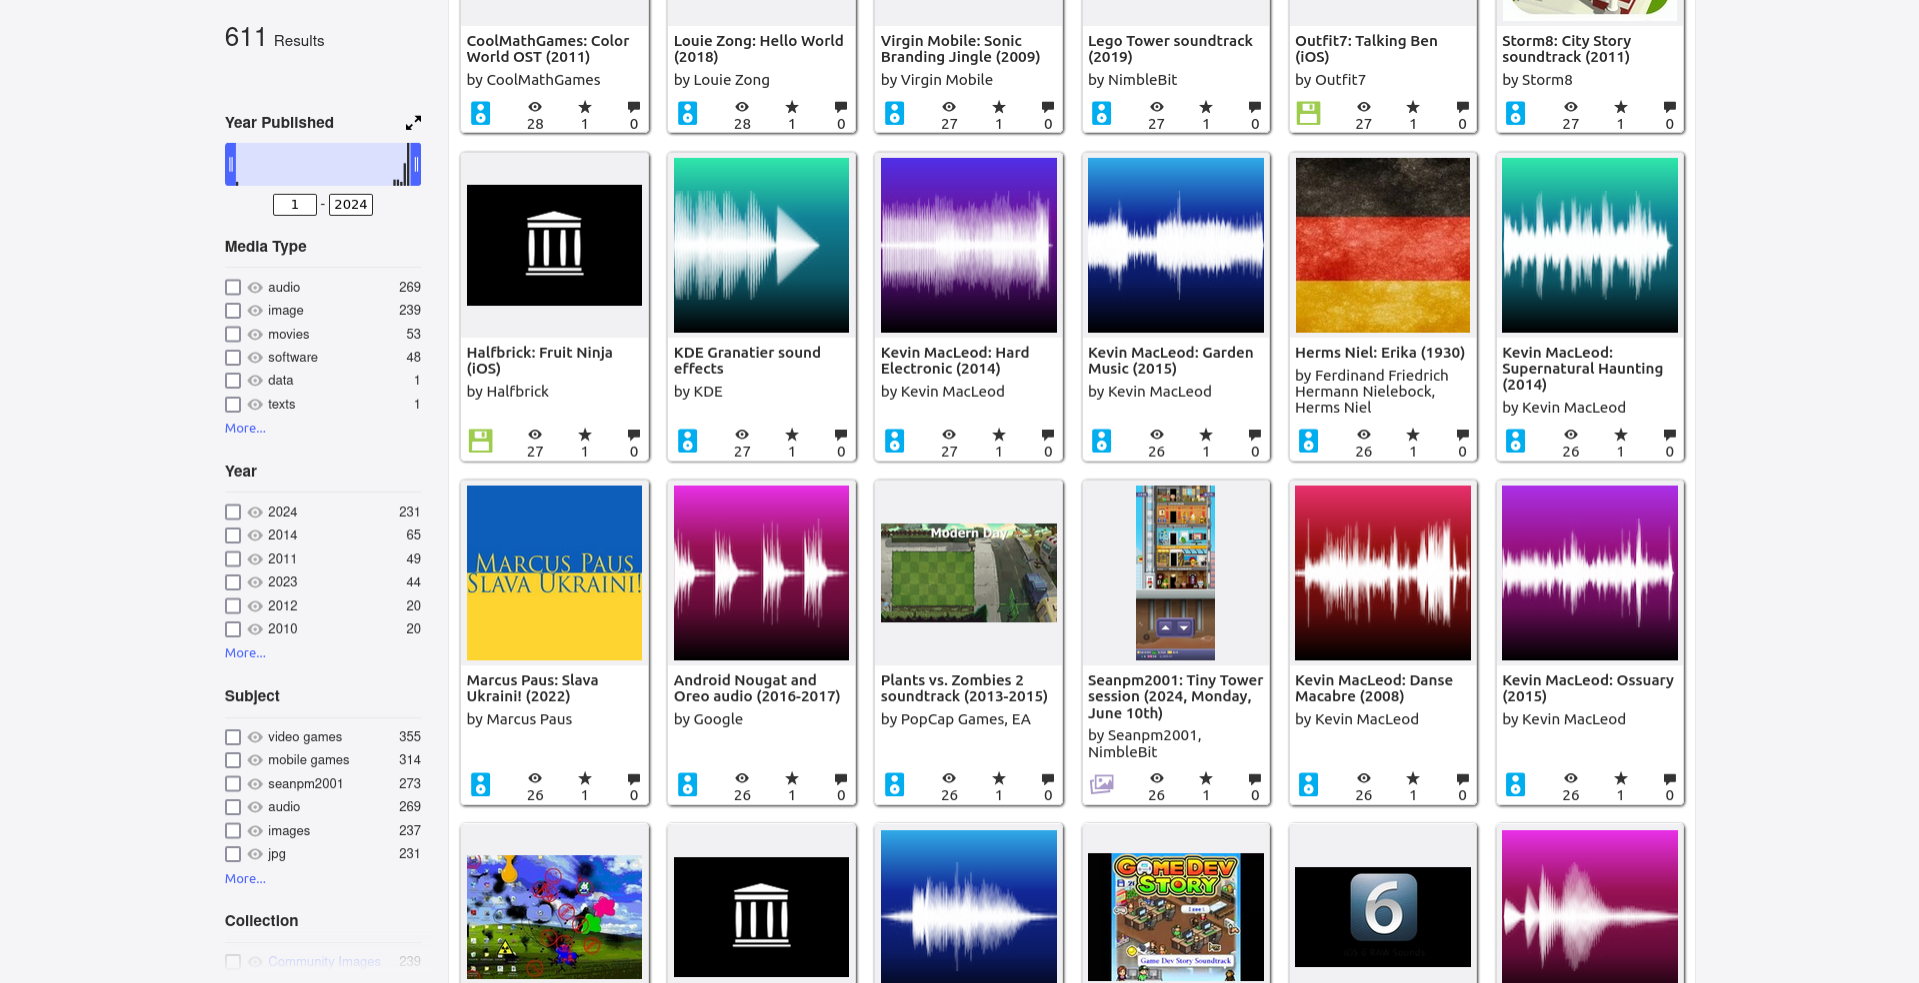 611 Results
Year Published
1 - 2024
Media Type
audio 269
image 239
movies 53
software 48
data 1
texts 1
More...
Year
2024 231
2014 65
2011 49
2023 44
2012 20
2010 20
More...
Subject
video games 355
mobile games 314
seanpm2001 273
audio 269
images 237
jpg 231
More...
Collection
Community Images 239
CoolMathGames: Color
World OST (2011)
by CoolMathGames
28 1 0
Louie Zong: Hello World
(2018)
by Louie Zong
28 1 0
Virgin Mobile: Sonic
Branding Jingle (2009)
by Virgin Mobile
27 1 0
Lego Tower soundtrack
(2019)
by NimbleBit
27 1 0
Outfit7: Talking Ben
(iOS)
by Outfit7
27 1 0
Storm8: City Story
soundtrack (2011)
by Storm8
27 1 0
Halfbrick: Fruit Ninja
(iOS)
by Halfbrick
27 1 0
KDE Granatier sound
effects
by KDE
27 1 0
Kevin MacLeod: Hard
Electronic (2014)
by Kevin MacLeod
27 1 0
Kevin MacLeod: Garden
Music (2015)
by Kevin MacLeod
26 1 0
Herms Niel: Erika (1930)
by Ferdinand Friedrich
Hermann Nielebock,
Herms Niel
26 1 0
Kevin MacLeod:
Supernatural Haunting
(2014)
by Kevin MacLeod
26 1 0
MARCUS PAUS
SLAVA UKRAINI!
Marcus Paus: Slava
Ukraini! (2022)
by Marcus Paus
26 1 0
Android Nougat and
Oreo audio (2016-2017)
by Google
26 1 0
Modern Day
Plants vs. Zombies 2
soundtrack (2013-2015)
by PopCap Games, EA
26 1 0
Seanpm2001: Tiny Tower
session (2024, Monday,
June 10th)
by Seanpm2001,
NimbleBit
26 1 0
Kevin MacLeod: Danse
Macabre (2008)
by Kevin MacLeod
26 1 0
Kevin MacLeod: Ossuary
(2015)
by Kevin MacLeod
26 1 0
GAME DEV
STORY
Game Dev Story Soundtrack
6